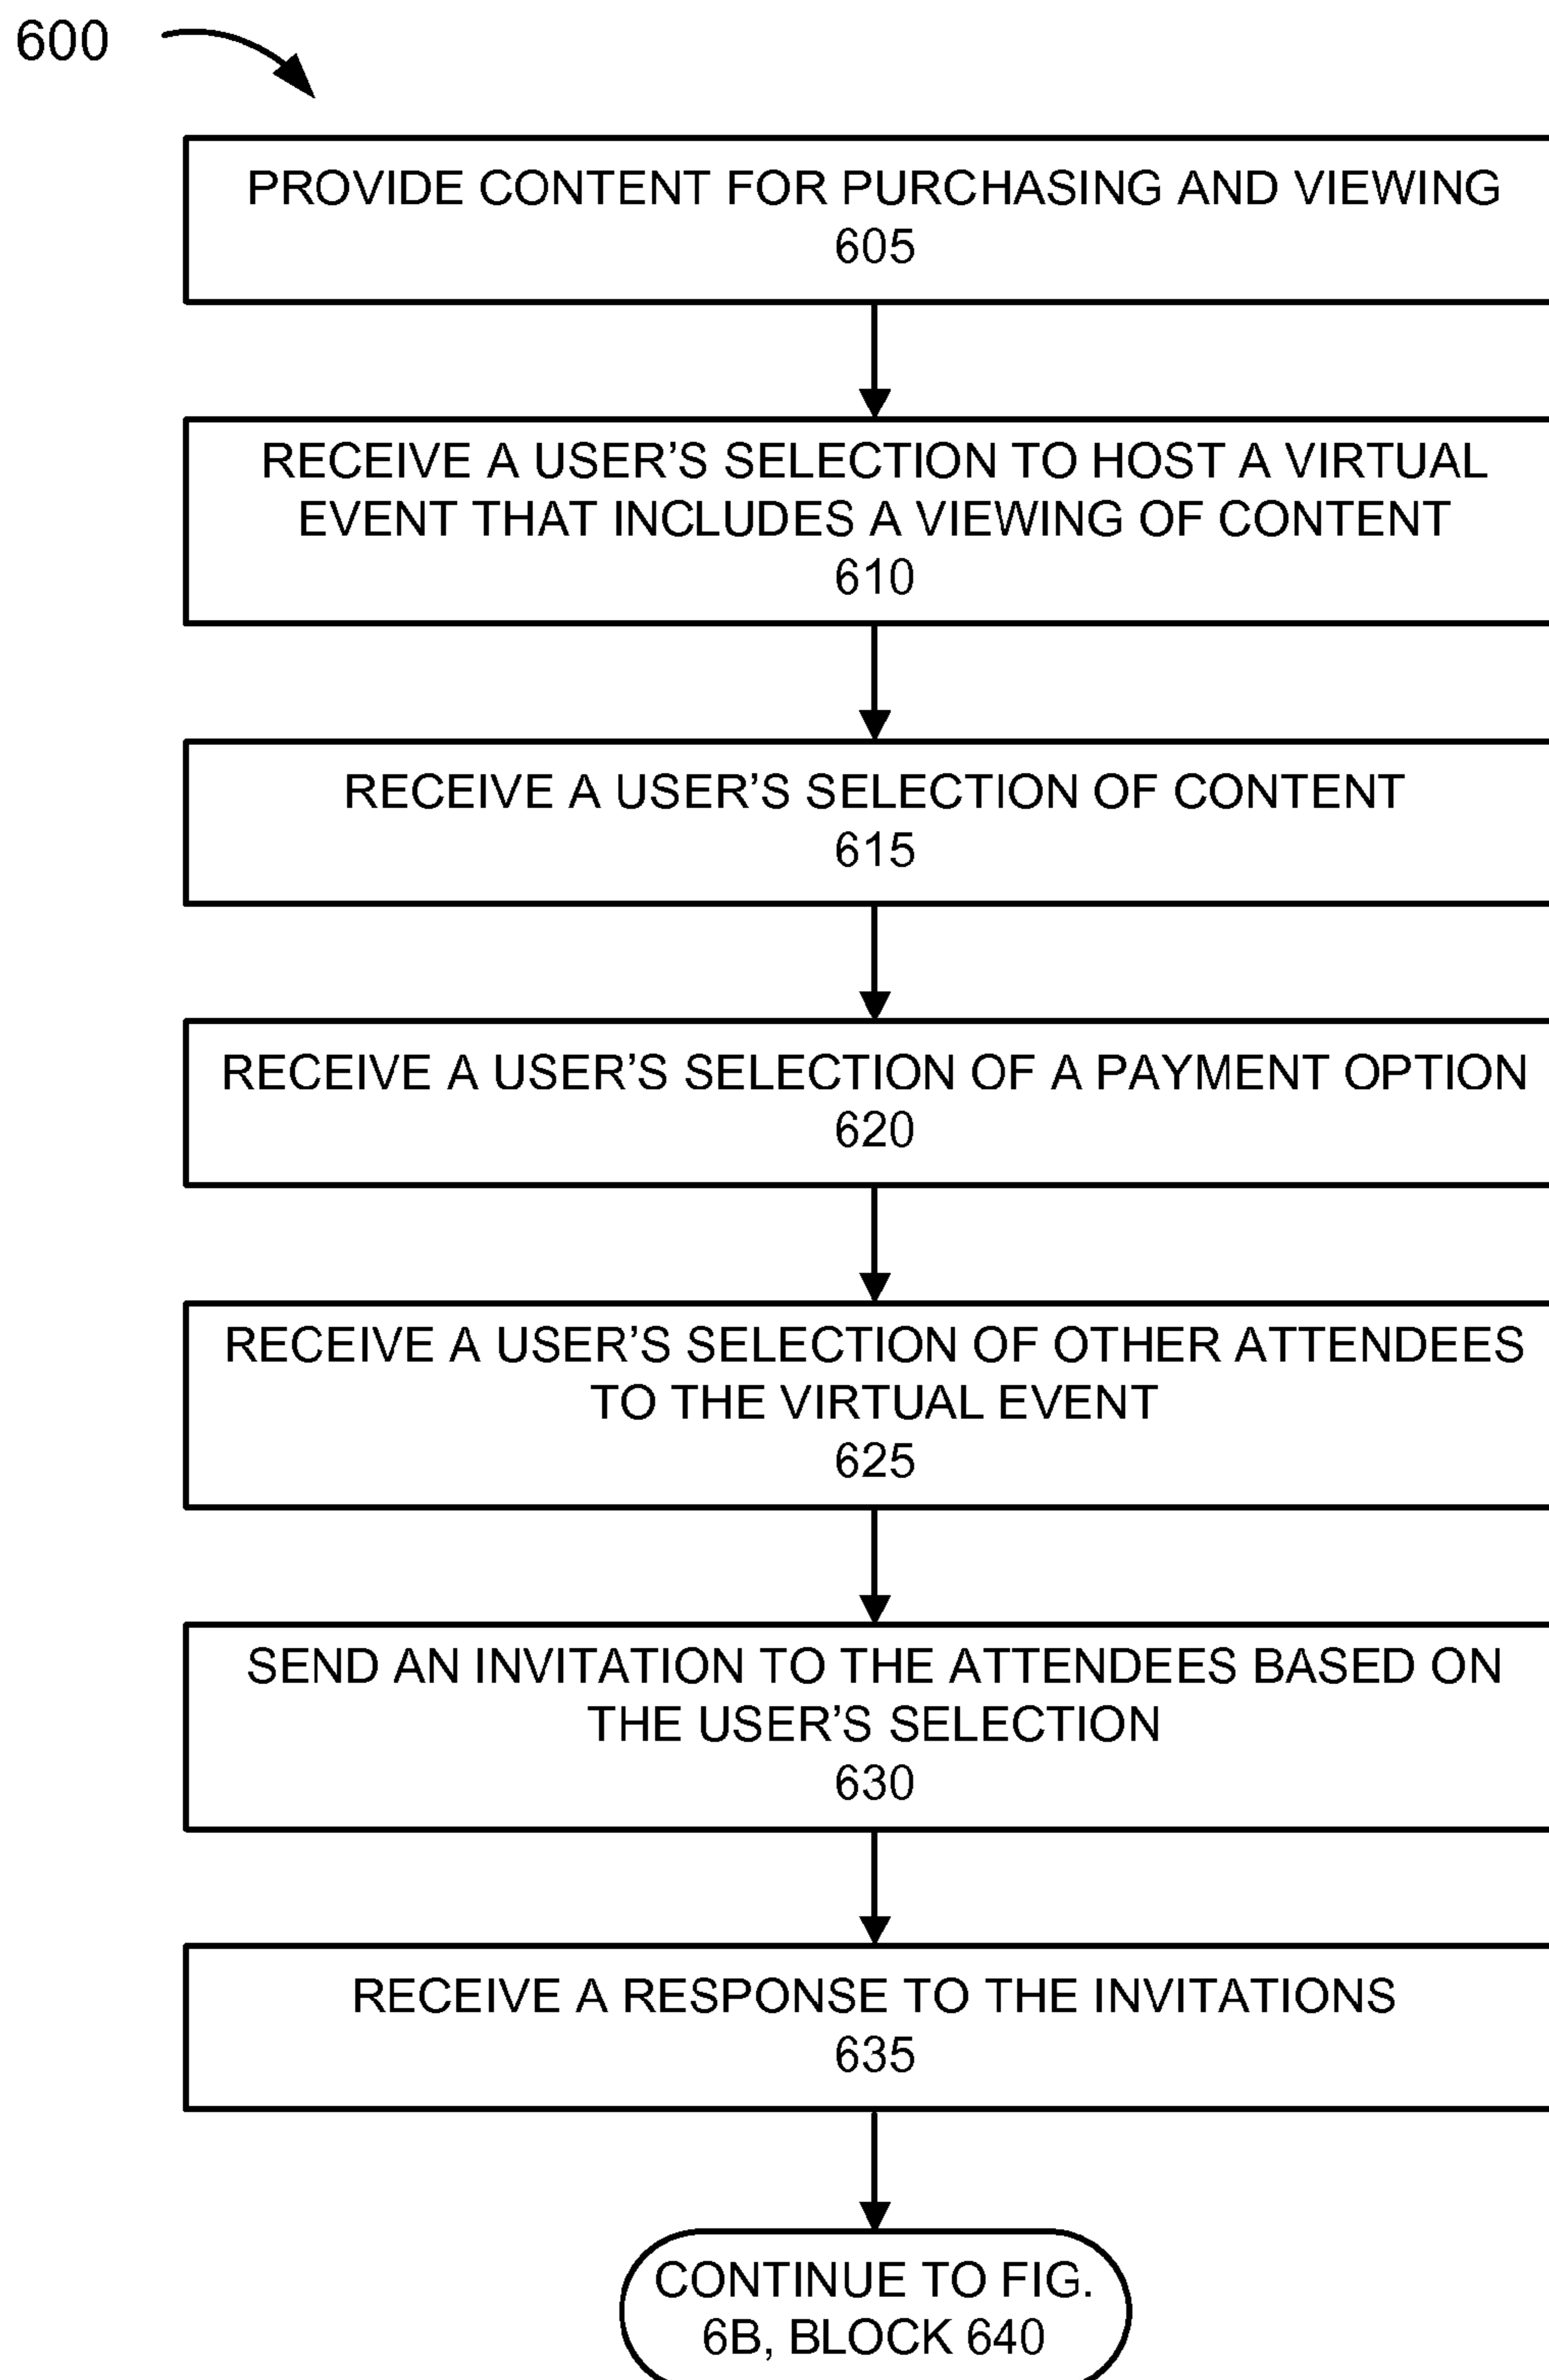 600
PROVIDE CONTENT FOR PURCHASING AND VIEWING
605
RECEIVE A USER'S SELECTION TO HOST A VIRTUAL
EVENT THAT INCLUDES A VIEWING OF CONTENT
610
RECEIVE A USER'S SELECTION OF CONTENT
615
RECEIVE A USER'S SELECTION OF A PAYMENT OPTION
620
RECEIVE A USER'S SELECTION OF OTHER ATTENDEES
TO THE VIRTUAL EVENT
625
SEND AN INVITATION TO THE ATTENDEES BASED ON
THE USER'S SELECTION
630
RECEIVE A RESPONSE TO THE INVITATIONS
635
CONTINUE TO FIG.
6B, BLOCK 640